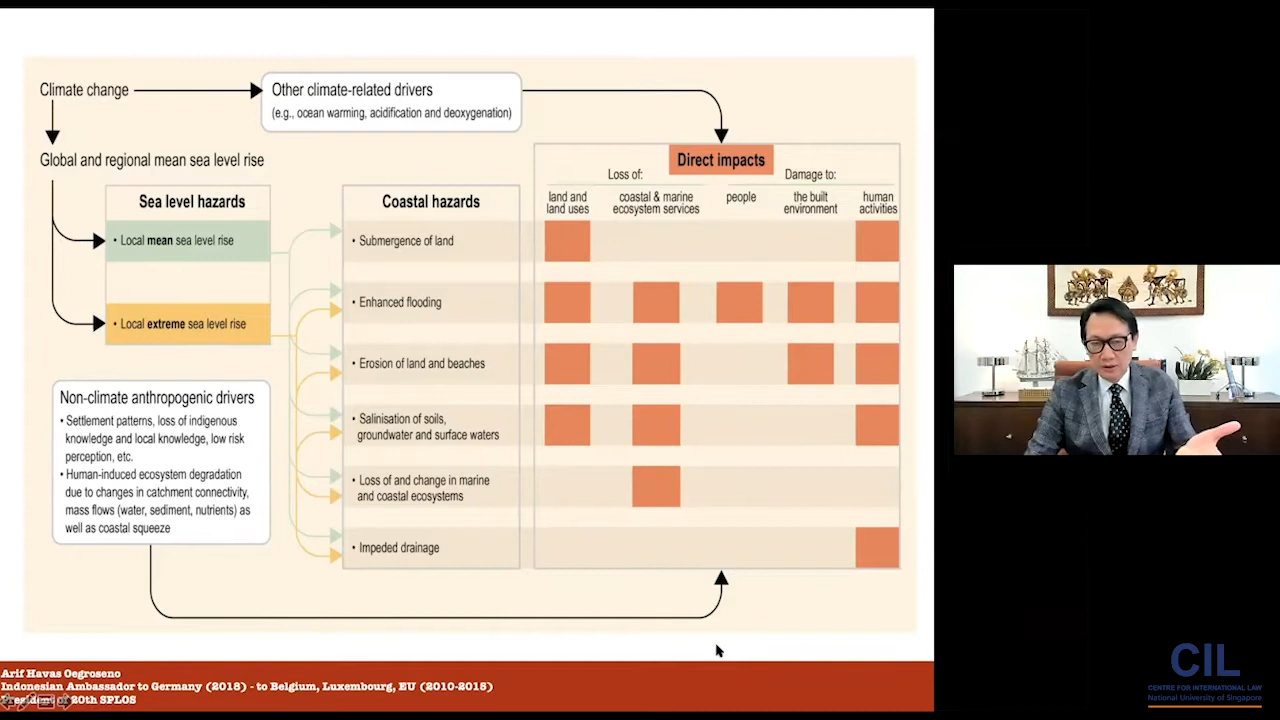 Climate change
Other climate-related drivers
(e.g., ocean warming, acidification and deoxygenation)
Global and regional mean sea level rise
Direct impacts
Loss of:
Damage to:
Sea level hazards
Coastal hazards
land and
land uses
coastal & marine
ecosystem services
people
the built
environment
human
activities
• Local mean sea level rise
• Submergence of land
• Enhanced flooding
• Local extreme sea level rise
• Erosion of land and beaches
Non-climate anthropogenic drivers
• Settlement patterns, loss of indigenous
knowledge and local knowledge, low risk
perception, etc.
• Human-induced ecosystem degradation
due to changes in catchment connectivity,
mass flows (water, sediment, nutrients) as
well as coastal squeeze
• Salinisation of soils,
groundwater and surface waters
• Loss of and change in marine
and coastal ecosystems
• Impeded drainage
Arif Havas Oegroseno
Indonesian Ambassador to Germany (2018) - to Belgium, Luxembourg, EU (2010-2015)
President of 20th SPLOS
CIL
CENTRE FOR INTERNATIONAL LAW
National University of Singapore